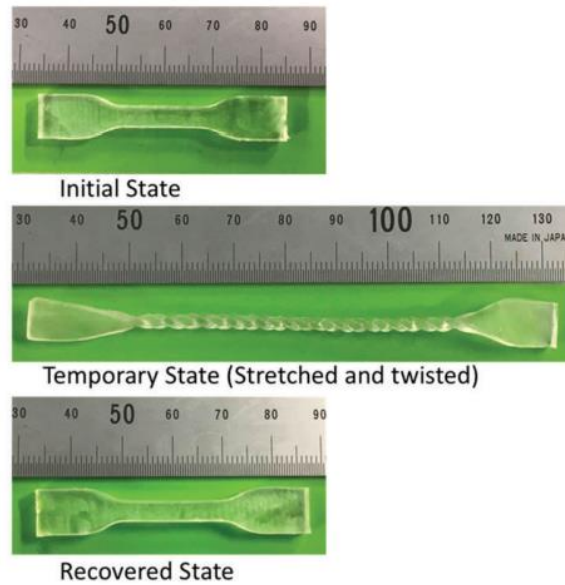 30 40 50 60 70 80 90
Initial State
30 40 50 60 70 80 90 100 110 120 130
MADE IN JAPA
Temporary State (Stretched and twisted)
30 40 50 60 70 80 90
Recovered State